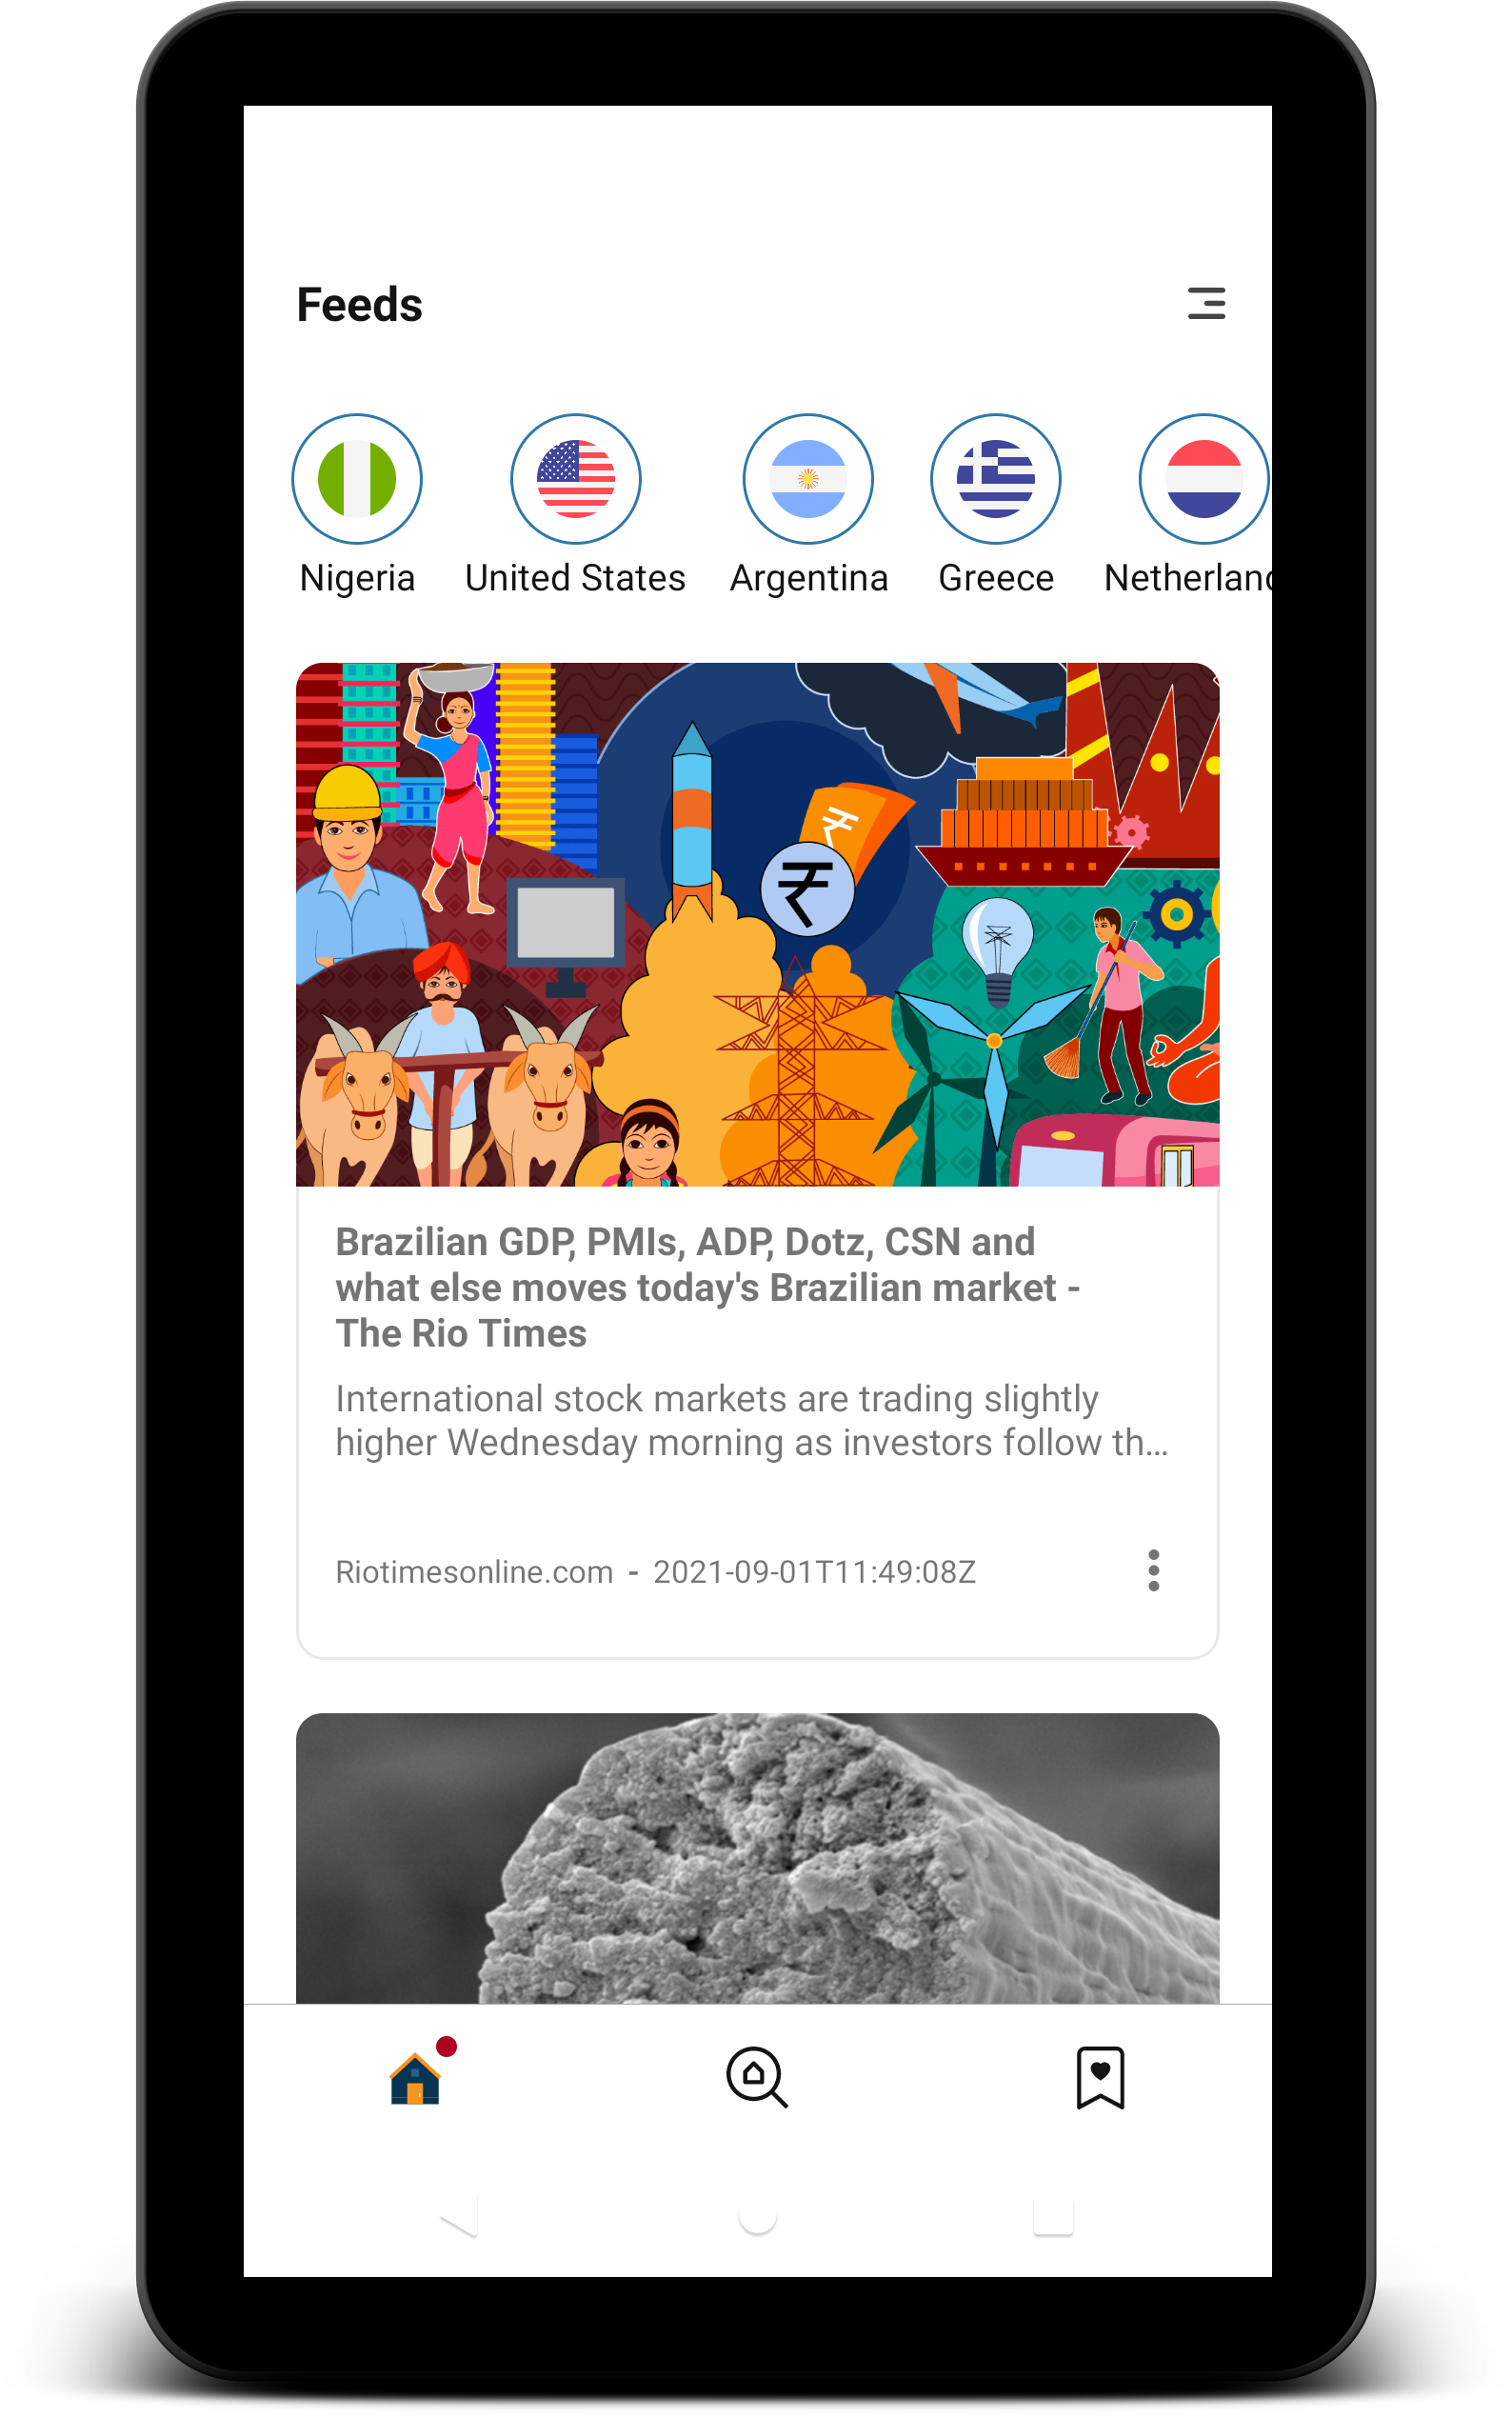 Feeds
Nigeria
United States
Argentina
Greece
Netherlanc
₹
₹
Brazilian GDP, PMIs, ADP, Dotz, CSN and
what else moves today's Brazilian market -
The Rio Times
International stock markets are trading slightly
higher Wednesday morning as investors follow th...
Riotimesonline.com - 2021-09-01T11:49:08Z